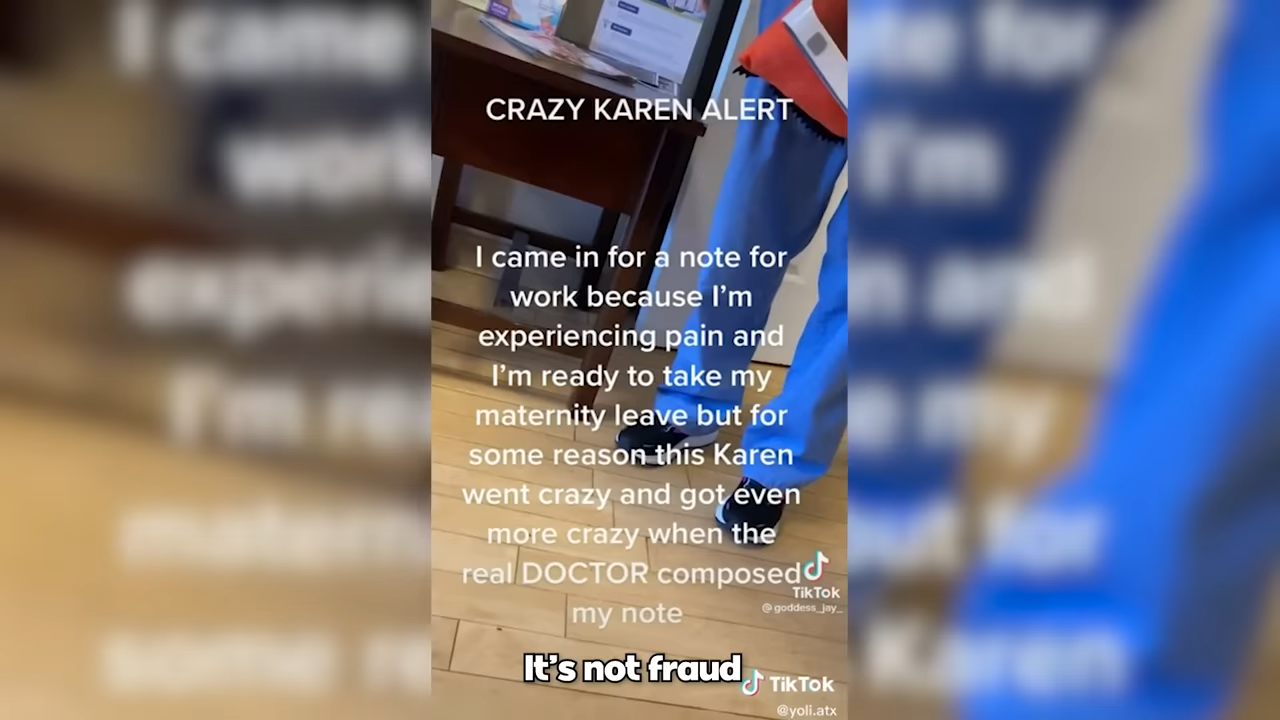 CRAZY KAREN ALERT
I came in for a note for
work because I'm
experiencing pain and
I'm ready to take my
maternity leave but for
some reason this Karen
went crazy and got even
more crazy when the
real DOCTOR composed
my note
TikTok
@goddess_jay_
It's not fraud
TikTok
@yoli.atx